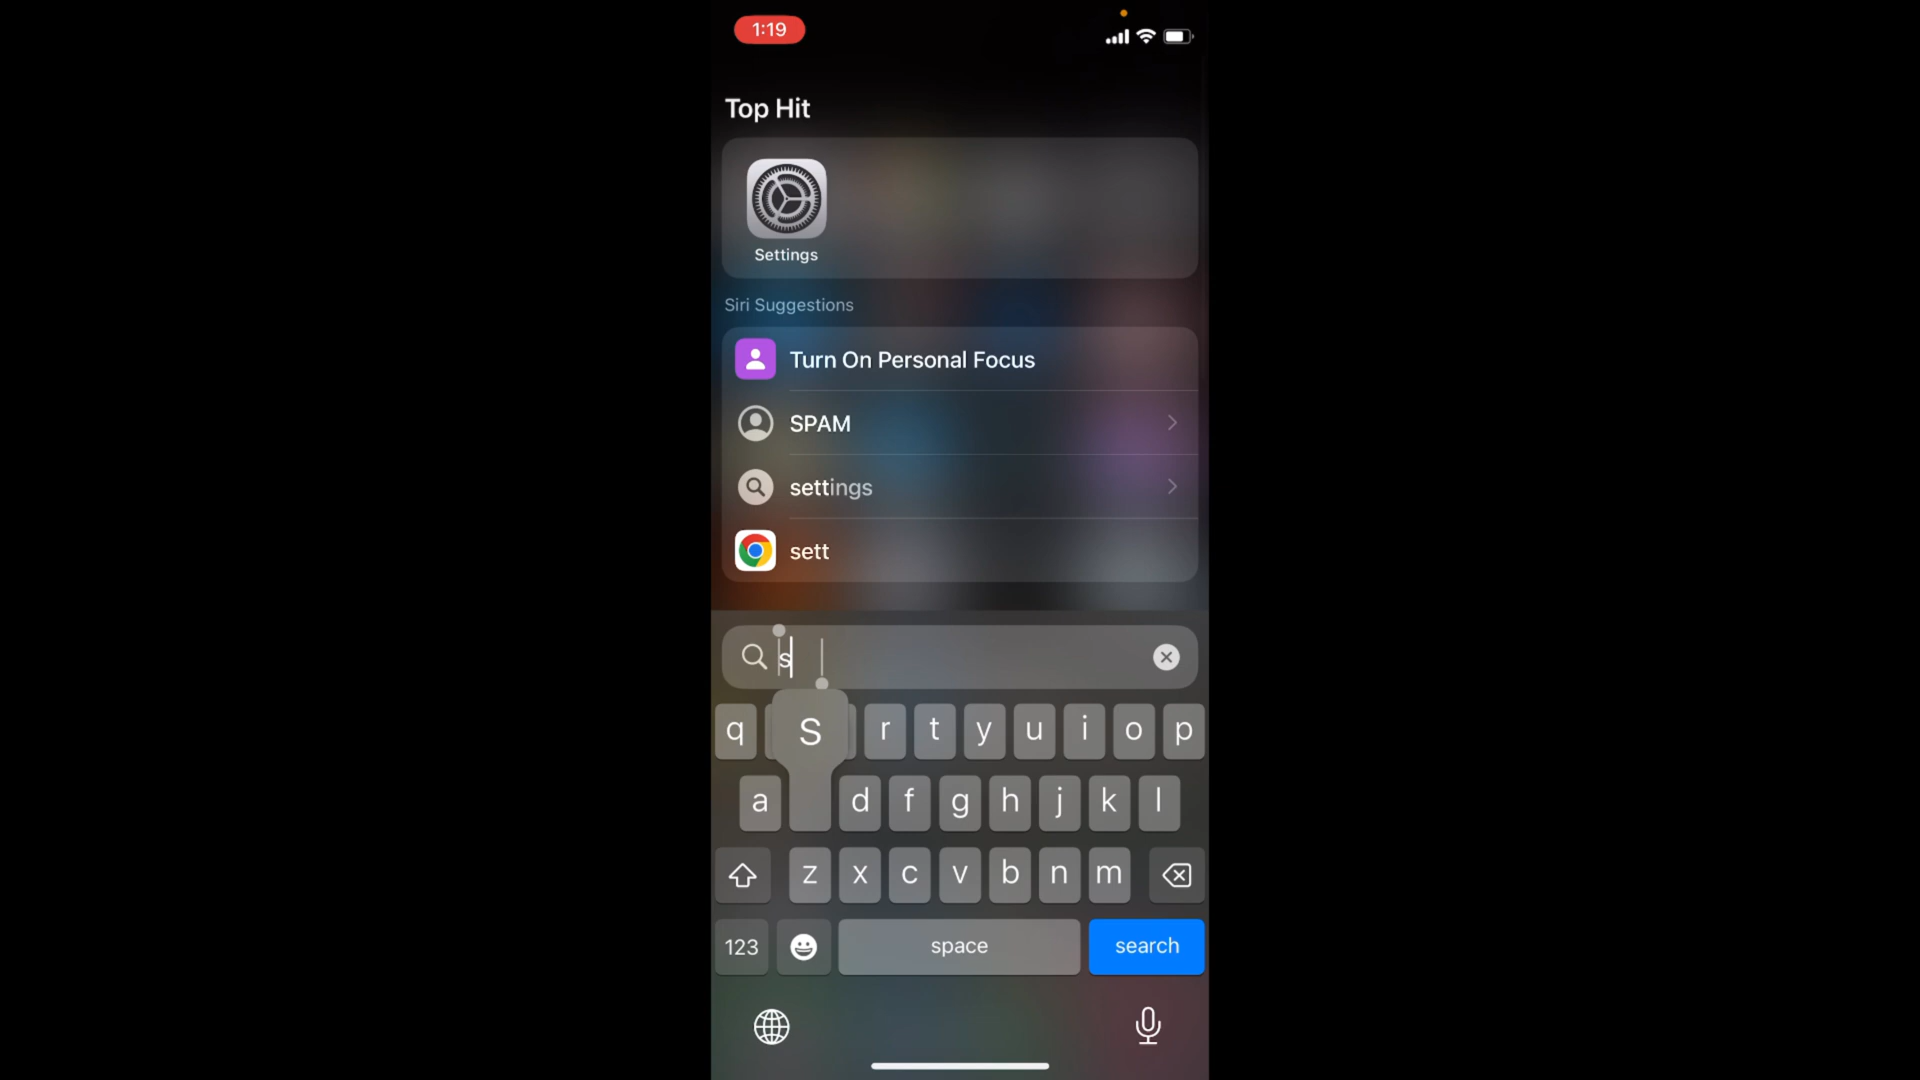 1:19
Top Hit
Settings
Siri Suggestions
Turn On Personal Focus
SPAM
settings
sett
s
q S r t y u i o p
a d f g h j k l
z x c v b n m
123 space search